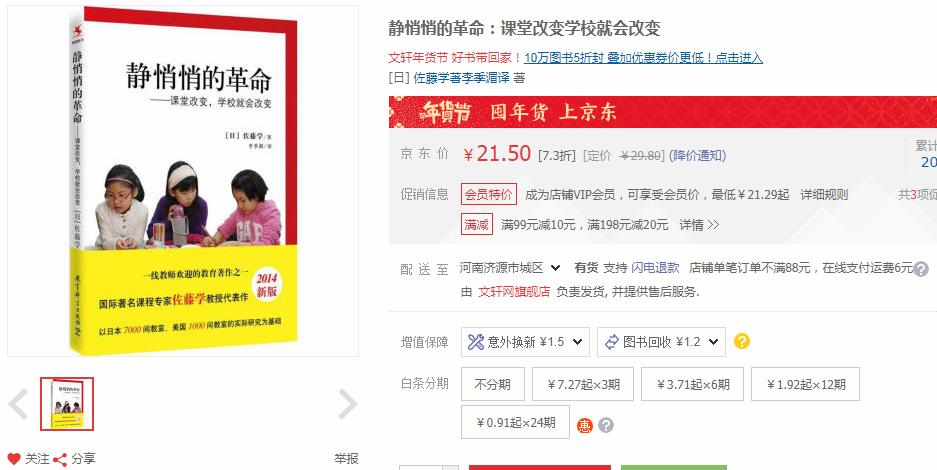 静悄悄的革命
——课堂改变，学校就会改变
[日] 佐藤学/著
李季湄/译
静悄悄的革命——课堂改变，学校就会改变
[日]佐藤学
教育科学出版社
GAP
一线教师欢迎的教育著作之一
2014
新版
国际著名课程专家佐藤学教授代表作
以日本 7000 间教室、美国 1000 间教室的实际研究为基础
关注 分享 举报
静悄悄的革命：课堂改变学校就会改变
文轩年货节 好书带回家！10万图书5折封 叠加优惠券价更低！点击进入
[日] 佐藤学著李季湄译 著
年货节 囤年货 上京东
京 东 价 ￥21.50 [7.3折] [定价 ￥29.80] (降价通知)
累计
20
促销信息 会员特价 成为店铺VIP会员，可享受会员价，最低￥21.29起 详细规则 共3项促
满减 满99元减10元，满198元减20元 详情 >>
配 送 至 河南济源市城区 有货 支持 闪电退款 店铺单笔订单不满88元，在线支付运费6元?
由 文轩网旗舰店 负责发货, 并提供售后服务.
增值保障 意外换新 ¥1.5 图书回收 ¥1.2 ?
白条分期 不分期 ￥7.27起×3期 ￥3.71起×6期 ￥1.92起×12期
￥0.91起×24期 惠 ?